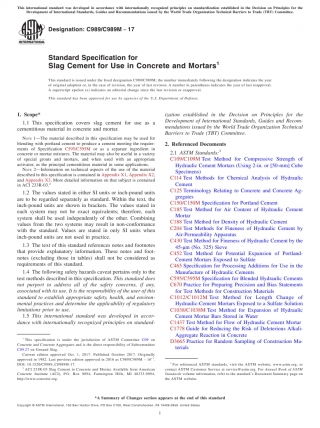 This international standard was developed in accordance with internationally recognized principles on standardization established in the Decision on Principles for the
Development of International Standards, Guides and Recommendations issued by the World Trade Organization Technical Barriers to Trade (TBT) Committee.
INTERNATIONAL
Designation: C989/C989M − 17
Standard Specification for
Slag Cement for Use in Concrete and Mortars1
This standard is issued under the fixed designation C989/C989M; the number immediately following the designation indicates the year
of original adoption or, in the case of revision, the year of last revision. A number in parentheses indicates the year of last reapproval.
A superscript epsilon (ε) indicates an editorial change since the last revision or reapproval.
This standard has been approved for use by agencies of the U.S. Department of Defense.
1. Scope*
1.1 This specification covers slag cement for use as a
cementitious material in concrete and mortar.
NOTE 1—The material described in this specification may be used for
blending with portland cement to produce a cement meeting the require-
ments of Specification C595/C595M or as a separate ingredient in
concrete or mortar mixtures. The material may also be useful in a variety
of special grouts and mortars, and when used with an appropriate
activator, as the principal cementitious material in some applications.
NOTE 2—Information on technical aspects of the use of the material
described in this specification is contained in Appendix X1, Appendix X2,
and Appendix X3. More detailed information on that subject is contained
in ACI 233R-03.2
1.2 The values stated in either SI units or inch-pound units
are to be regarded separately as standard. Within the text, the
inch-pound units are shown in brackets. The values stated in
each system may not be exact equivalents; therefore, each
system shall be used independently of the other. Combining
values from the two systems may result in non-conformance
with the standard. Values are stated in only SI units when
inch-pound units are not used in practice.
1.3 The text of this standard references notes and footnotes
that provide explanatory information. These notes and foot-
notes (excluding those in tables) shall not be considered as
requirements of this standard.
1.4 The following safety hazards caveat pertains only to the
test methods described in this specification. This standard does
not purport to address all of the safety concerns, if any,
associated with its use. It is the responsibility of the user of this
standard to establish appropriate safety, health, and environ-
mental practices and determine the applicability of regulatory
limitations prior to use.
1.5 This international standard was developed in accor-
dance with internationally recognized principles on standard-
ization established in the Decision on Principles for the
Development of International Standards, Guides and Recom-
mendations issued by the World Trade Organization Technical
Barriers to Trade (TBT) Committee.
2. Referenced Documents
2.1 ASTM Standards:3
C109/C109M Test Method for Compressive Strength of
Hydraulic Cement Mortars (Using 2-in. or [50-mm] Cube
Specimens)
C114 Test Methods for Chemical Analysis of Hydraulic
Cement
C125 Terminology Relating to Concrete and Concrete Ag-
gregates
C150/C150M Specification for Portland Cement
C185 Test Method for Air Content of Hydraulic Cement
Mortar
C188 Test Method for Density of Hydraulic Cement
C204 Test Methods for Fineness of Hydraulic Cement by
Air-Permeability Apparatus
C430 Test Method for Fineness of Hydraulic Cement by the
45-µm (No. 325) Sieve
C452 Test Method for Potential Expansion of Portland-
Cement Mortars Exposed to Sulfate
C465 Specification for Processing Additions for Use in the
Manufacture of Hydraulic Cements
C595/C595M Specification for Blended Hydraulic Cements
C670 Practice for Preparing Precision and Bias Statements
for Test Methods for Construction Materials
C1012/C1012M Test Method for Length Change of
Hydraulic-Cement Mortars Exposed to a Sulfate Solution
C1038/C1038M Test Method for Expansion of Hydraulic
Cement Mortar Bars Stored in Water
C1437 Test Method for Flow of Hydraulic Cement Mortar
C1778 Guide for Reducing the Risk of Deleterious Alkali-
Aggregate Reaction in Concrete
D3665 Practice for Random Sampling of Construction Ma-
terials
1 This specification is under the jurisdiction of ASTM Committee C09 on
Concrete and Concrete Aggregates and is the direct responsibility of Subcommittee
C09.27 on Ground Slag.
Current edition approved Oct. 1, 2017. Published October 2017. Originally
approved in 1982. Last previous edition approved in 2016 as C989/C989M – 16
DOI: 10.1520/C0989_C0989M-17.
2 ACI 233R-03 Slag Cement in Concrete and Mortar, Available from American
Concrete Institute (ACI), P.O. Box 9094, Farmington Hills, MI 48333-9094,
http://www.concrete.org.
3 For referenced ASTM standards, visit the ASTM website, www.astm.org, or
contact ASTM Customer Service at service@astm.org. For Annual Book of ASTM
Standards volume information, refer to the standard's Document Summary page on
the ASTM website.
*A Summary of Changes section appears at the end of this standard
Copyright © ASTM International, 100 Barr Harbor Drive, PO Box C700, West Conshohocken, PA 19428-2959. United States
1